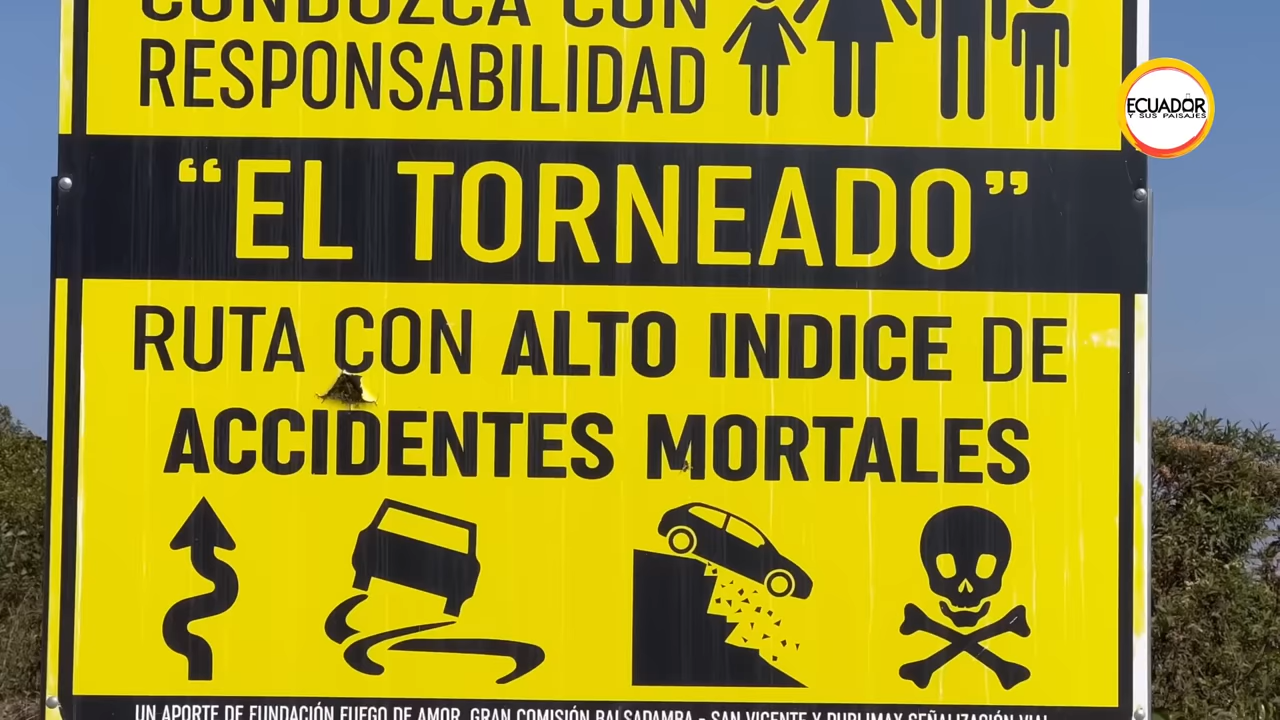 CONDUZCA CON
RESPONSABILIDAD
ECUADOR
Y SUS PAISAJES
“EL TORNEADO”
RUTA CON ALTO INDICE DE
ACCIDENTES MORTALES
UN APORTE DE FUNDACIÓN FUEGO DE AMOR, GRAN COMISIÓN BALSAPAMBA - SAN VICENTE Y PUBLIMAX SEÑALIZACIÓN VIAL